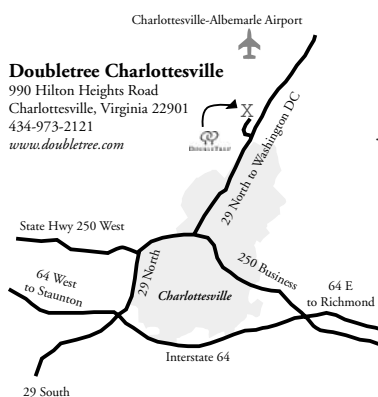 Charlottesville-Albemarle Airport
Doubletree Charlottesville
990 Hilton Heights Road
Charlottesville, Virginia 22901
434-973-2121
www.doubletree.com
X
DOUBLETREE
29 North to Washington DC
State Hwy 250 West
64 West
to Staunton
29 North
Charlottesville
250 Business
64 E
to Richmond
Interstate 64
29 South